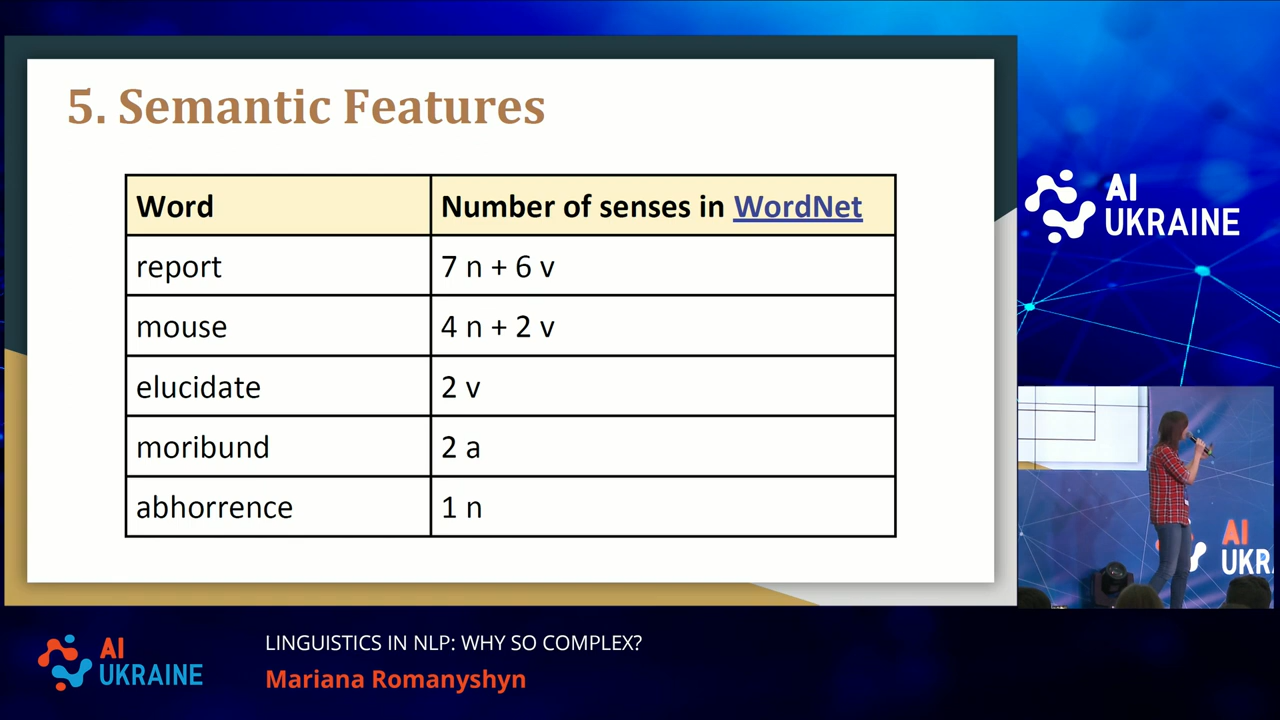 5. Semantic Features
Word Number of senses in WordNet
report 7 n + 6 v
mouse 4 n + 2 v
elucidate 2 v
moribund 2 a
abhorrence 1 n
AI
UKRAINE
AI
UKR
AI
UKRAINE
LINGUISTICS IN NLP: WHY SO COMPLEX?
Mariana Romanyshyn